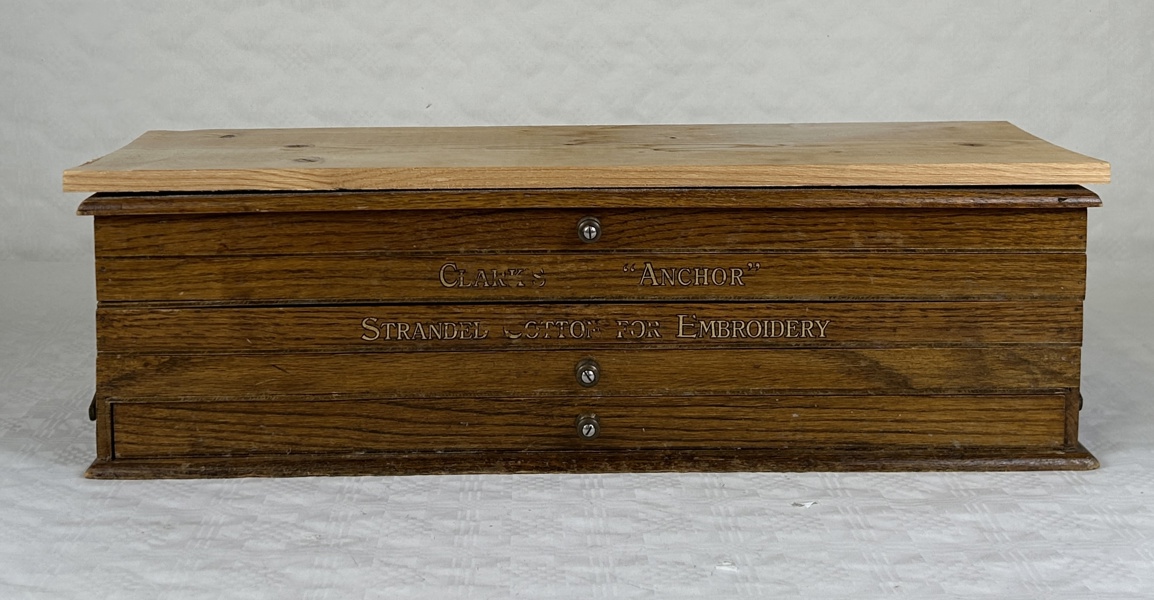 CLARK'S "ANCHOR"
STRANDED COTTON FOR EMBROIDERY